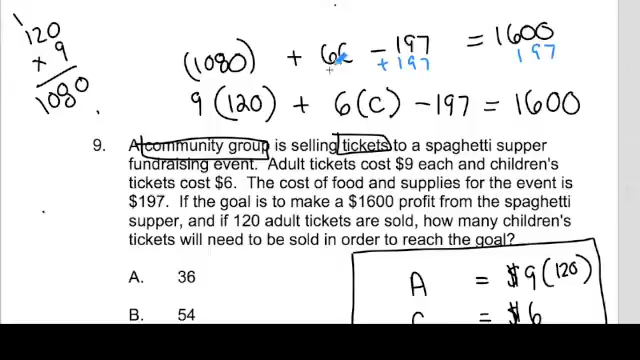 120
× 9
1080
(1080) + 6c − 197 = 1600
+197 197
9(120) + 6(C) − 197 = 1600
9. A community group is selling tickets to a spaghetti supper
fundraising event. Adult tickets cost $9 each and children's
tickets cost $6. The cost of food and supplies for the event is
$197. If the goal is to make a $1600 profit from the spaghetti
supper, and if 120 adult tickets are sold, how many children's
tickets will need to be sold in order to reach the goal?
A. 36
B. 54
A = $9(120)
C = $6